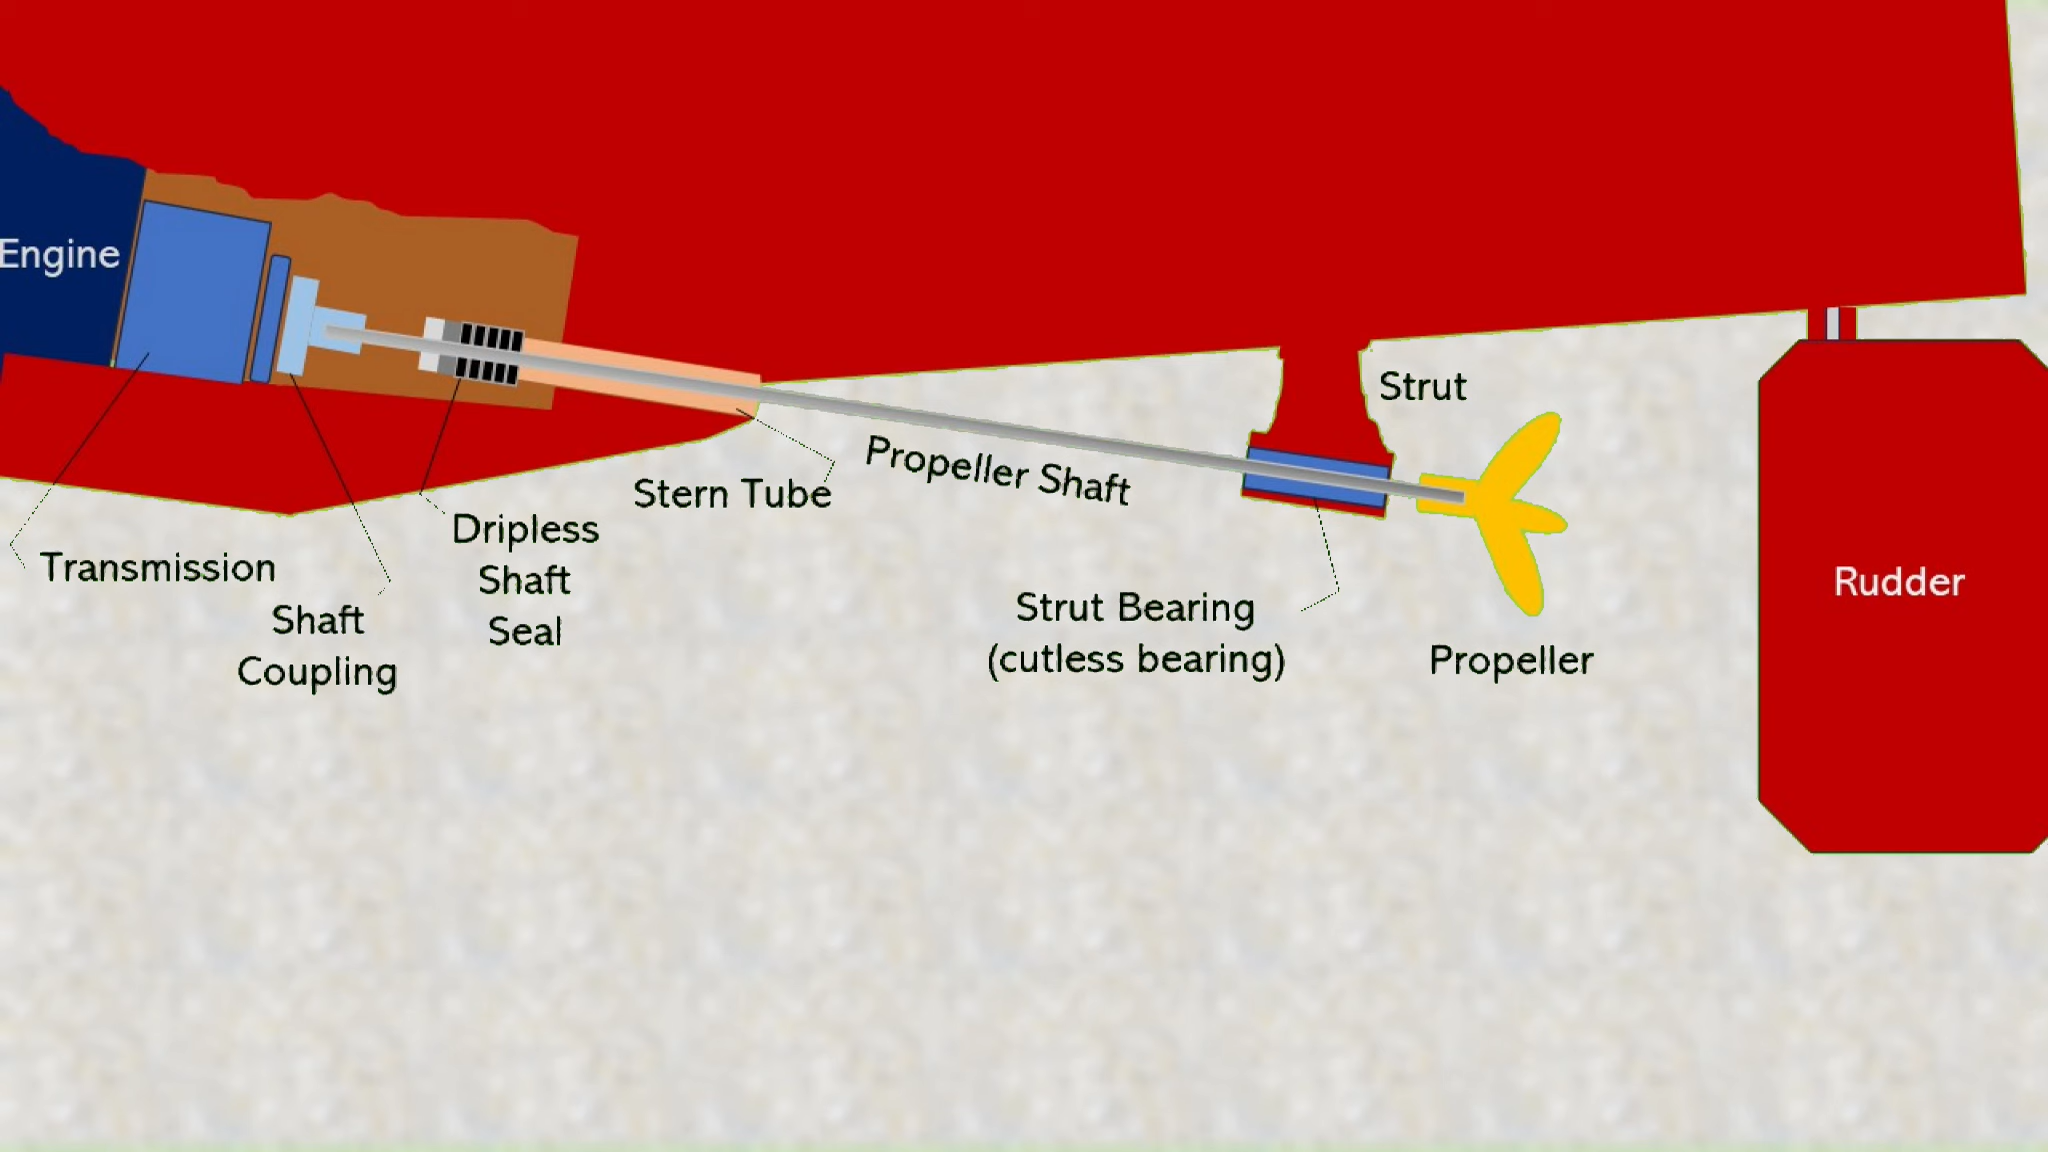 Engine
Strut
Propeller Shaft
Stern Tube
Dripless
Shaft
Seal
Transmission
Shaft
Coupling
Strut Bearing
(cutless bearing)
Propeller
Rudder